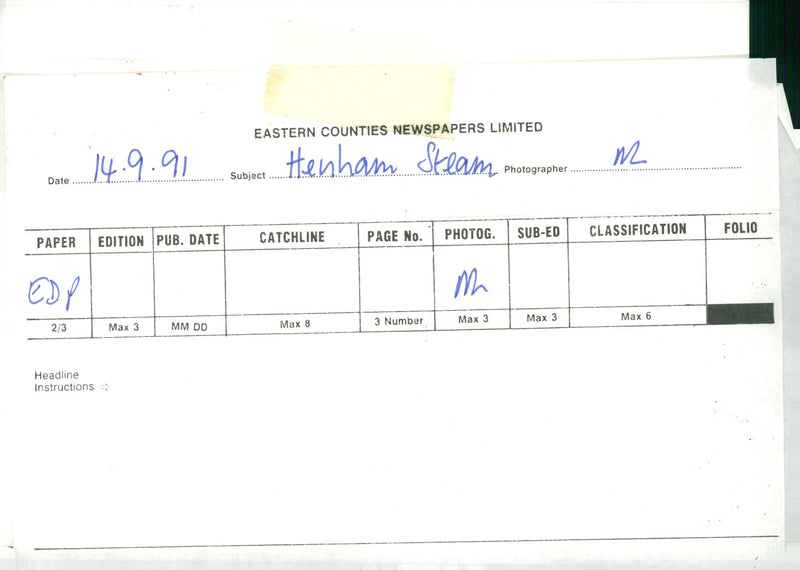 EASTERN COUNTIES NEWSPAPERS LIMITED
Date 14.9.91 Subject Henham Steam Photographer
PAPER EDITION PUB. DATE CATCHLINE PAGE No. PHOTOG. SUB-ED CLASSIFICATION FOLIO
EDP
2/3 Max 3 MM DD Max 8 3 Number Max 3 Max 3 Max 6
Headline
Instructions